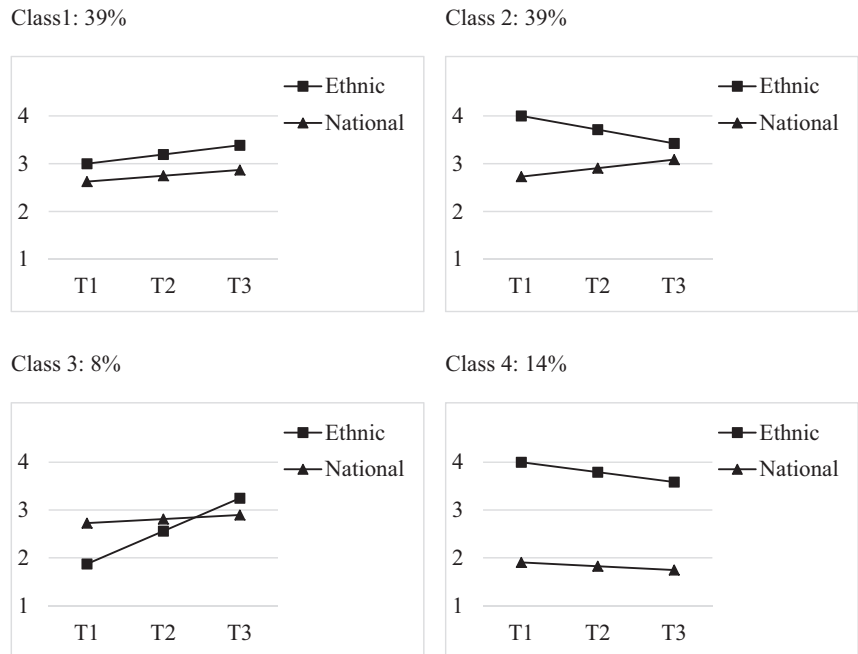 Class1: 39%
Ethnic
National
4
3
2
1
T1 T2 T3
Class 2: 39%
Ethnic
National
4
3
2
1
T1 T2 T3
Class 3: 8%
Ethnic
National
4
3
2
1
T1 T2 T3
Class 4: 14%
Ethnic
National
4
3
2
1
T1 T2 T3